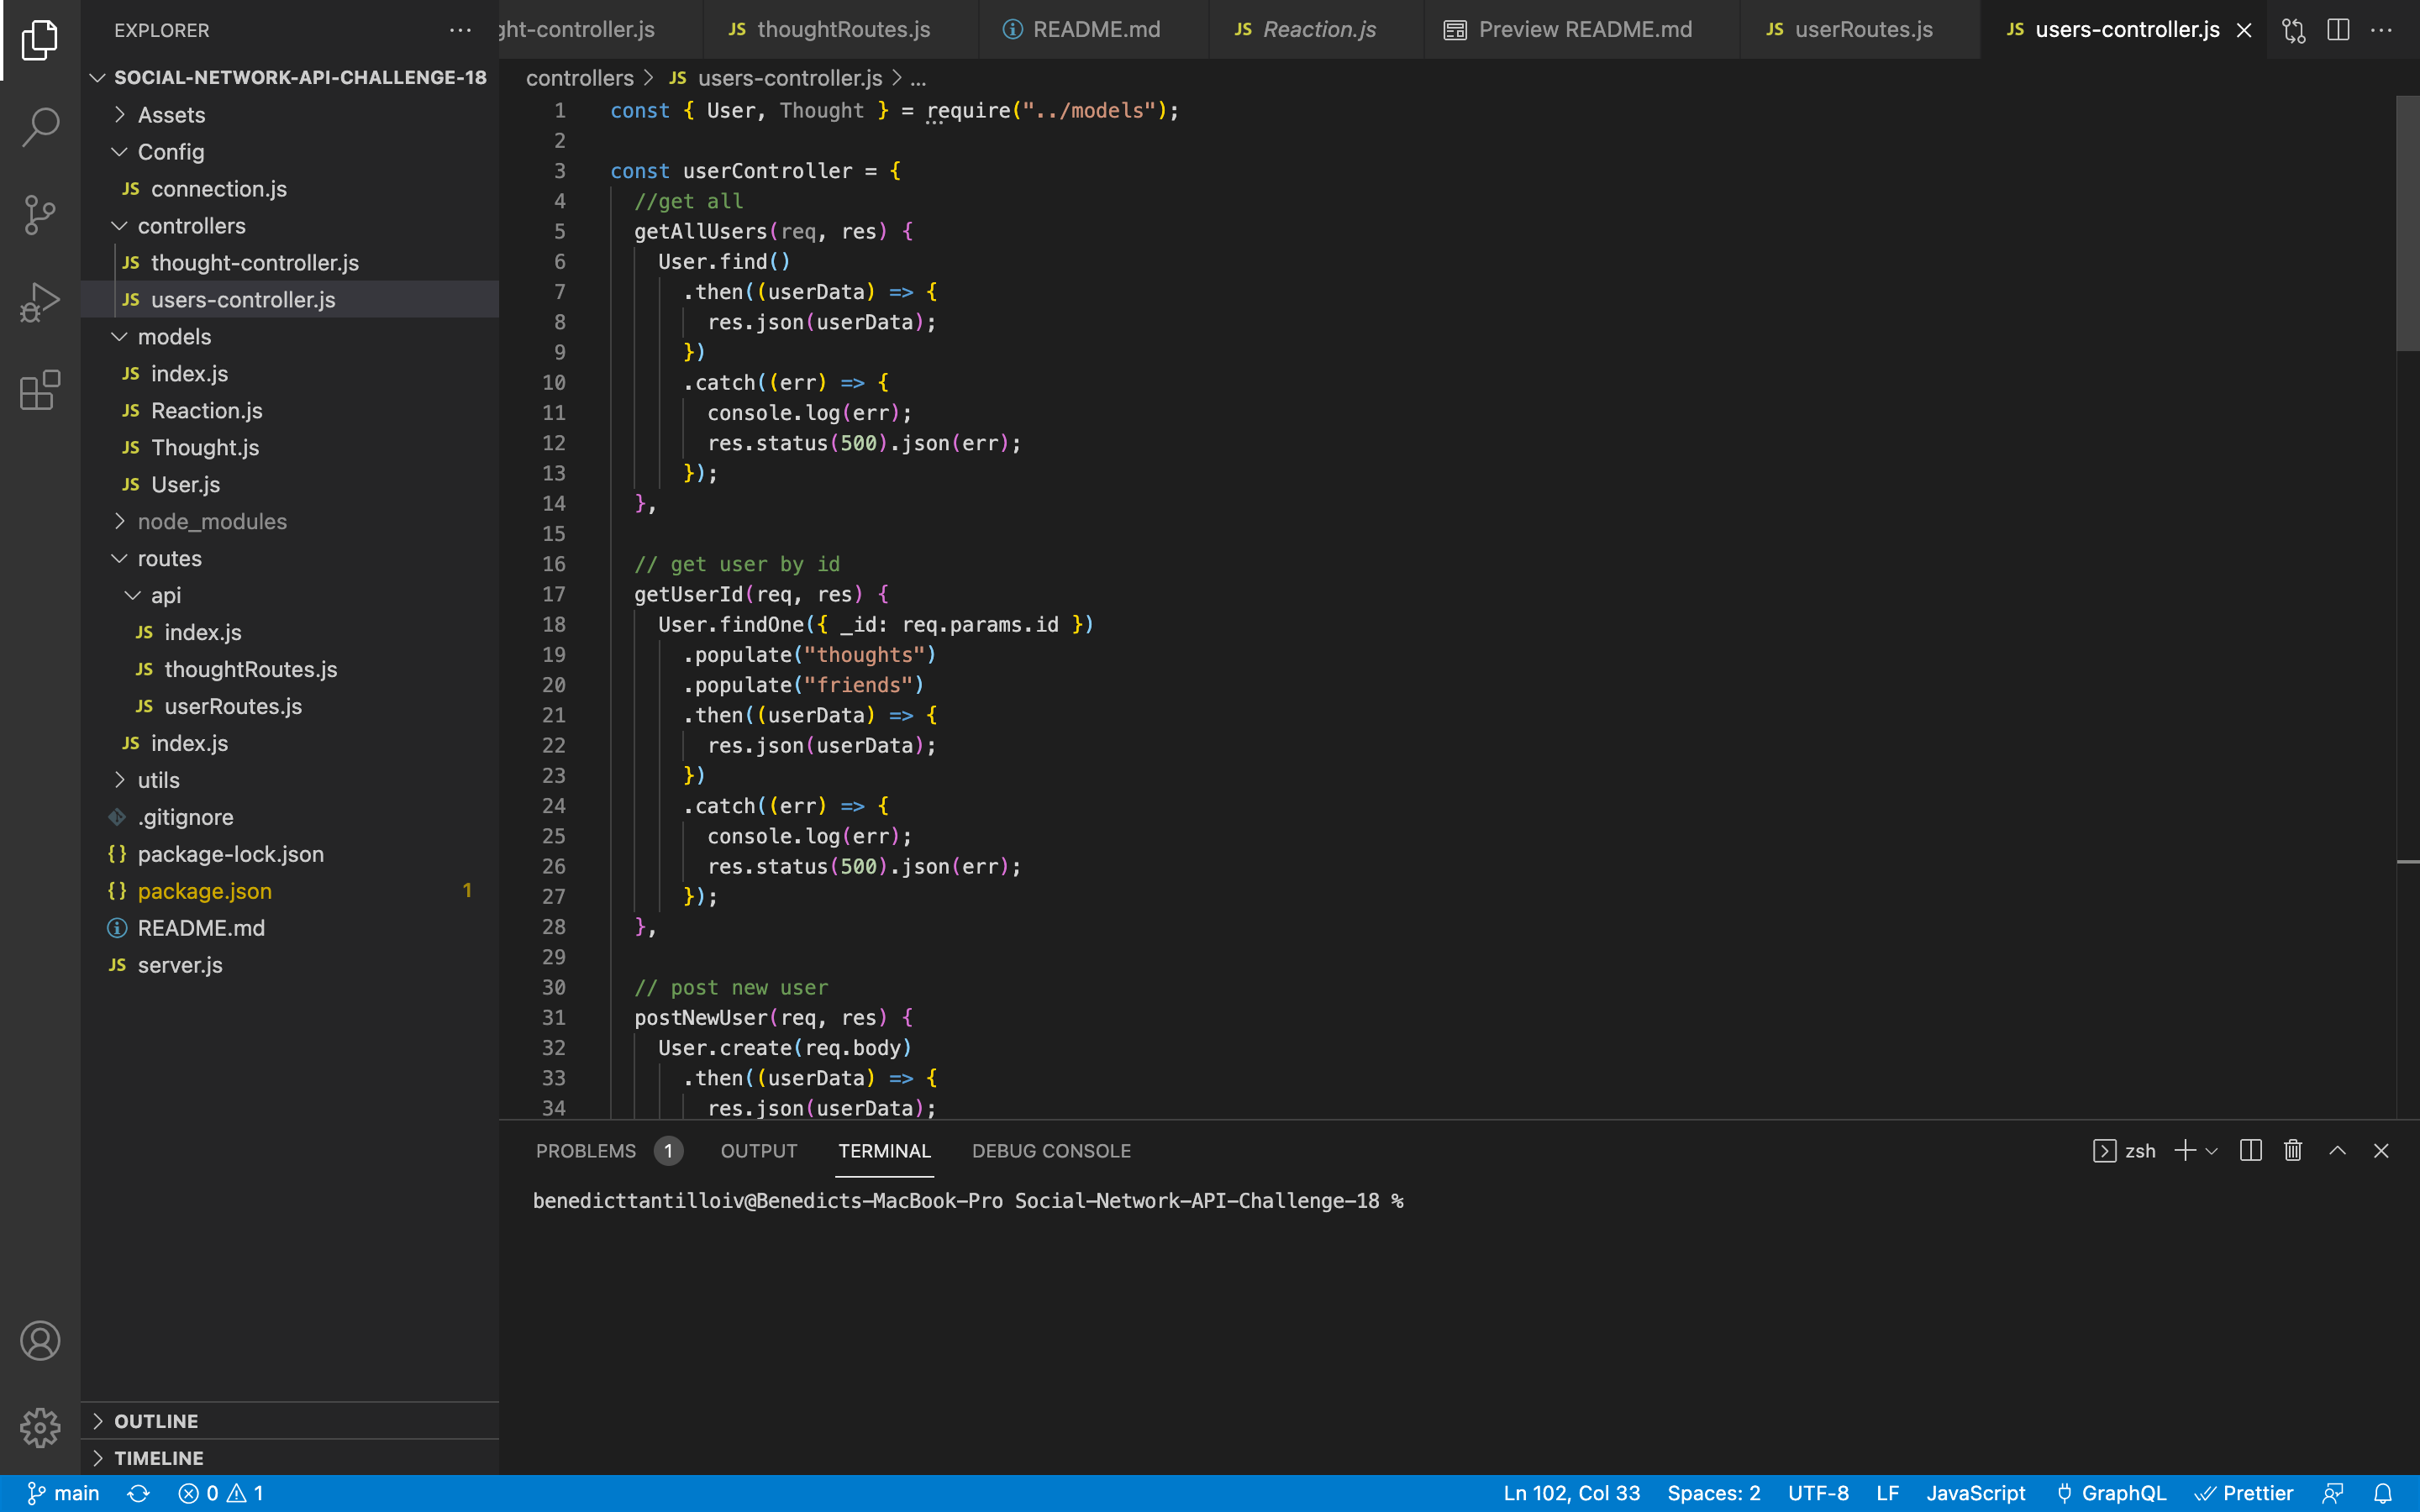 EXPLORER
SOCIAL-NETWORK-API-CHALLENGE-18
Assets
Config
JS connection.js
controllers
JS thought-controller.js
JS users-controller.js
models
JS index.js
JS Reaction.js
JS Thought.js
JS User.js
node_modules
routes
api
JS index.js
JS thoughtRoutes.js
JS userRoutes.js
JS index.js
utils
.gitignore
{} package-lock.json
{} package.json 1
README.md
JS server.js
OUTLINE
TIMELINE
ght-controller.js JS thoughtRoutes.js README.md JS Reaction.js Preview README.md JS userRoutes.js JS users-controller.js
controllers > JS users-controller.js > ...
1 const { User, Thought } = require("../models");
2
3 const userController = {
4 //get all
5 getAllUsers(req, res) {
6 User.find()
7 .then((userData) => {
8 res.json(userData);
9 })
10 .catch((err) => {
11 console.log(err);
12 res.status(500).json(err);
13 });
14 },
15
16 // get user by id
17 getUserId(req, res) {
18 User.findOne({ _id: req.params.id })
19 .populate("thoughts")
20 .populate("friends")
21 .then((userData) => {
22 res.json(userData);
23 })
24 .catch((err) => {
25 console.log(err);
26 res.status(500).json(err);
27 });
28 },
29
30 // post new user
31 postNewUser(req, res) {
32 User.create(req.body)
33 .then((userData) => {
34 res.json(userData);
PROBLEMS 1 OUTPUT TERMINAL DEBUG CONSOLE zsh
benedicttantilloiv@Benedicts-MacBook-Pro Social-Network-API-Challenge-18 %
main 0 1 Ln 102, Col 33 Spaces: 2 UTF-8 LF JavaScript GraphQL Prettier